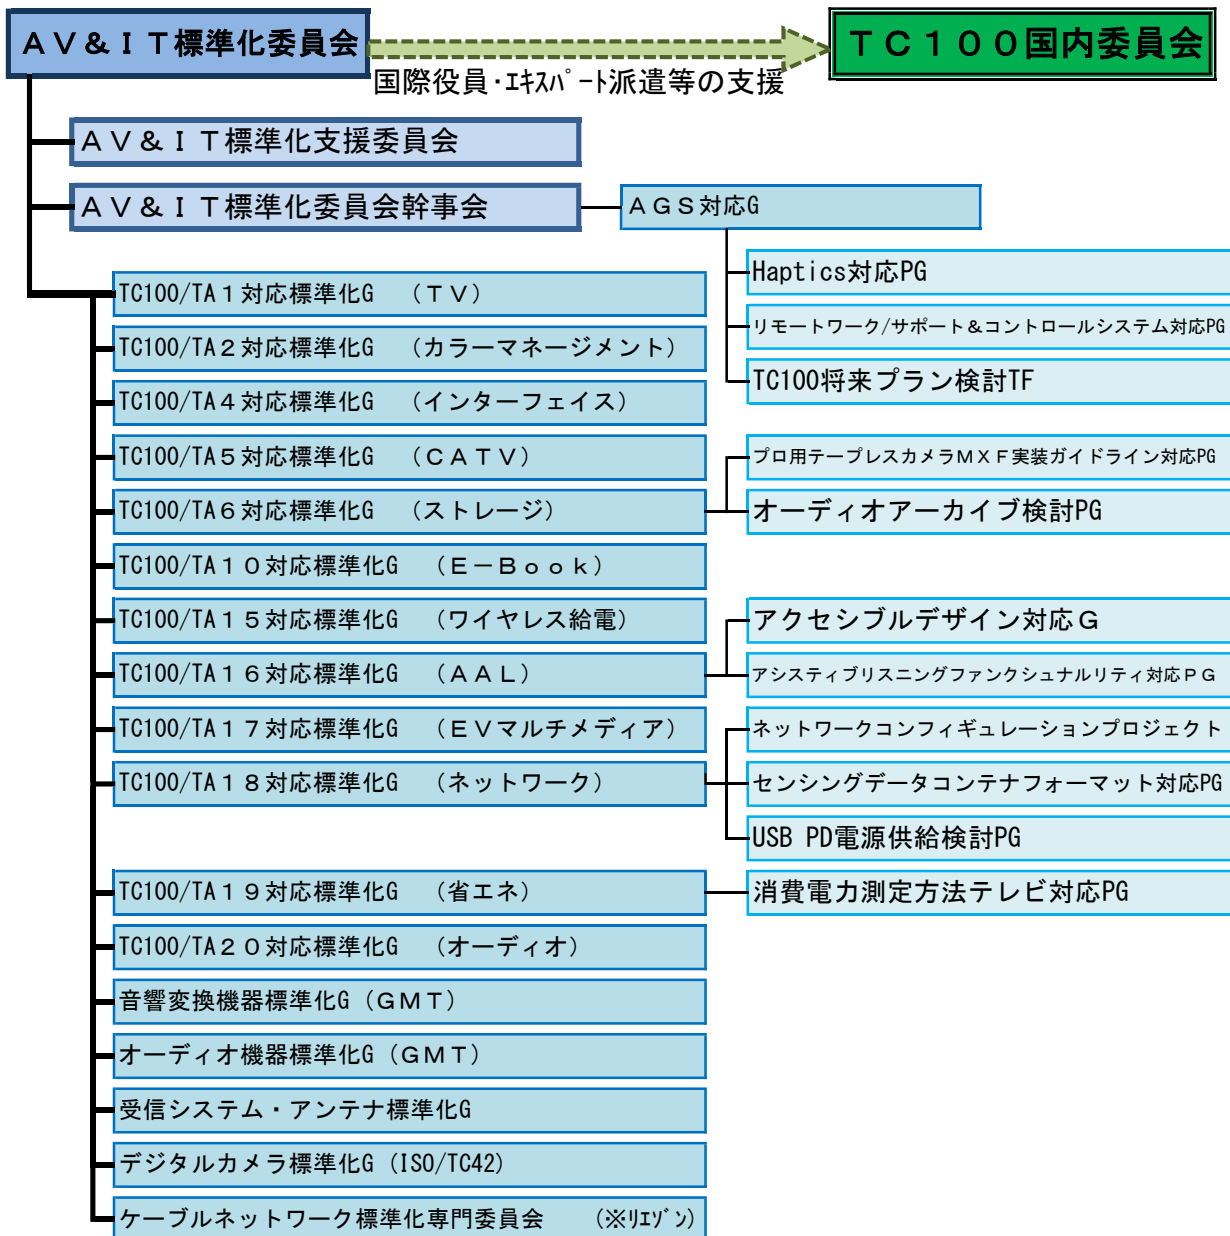 ＡＶ＆ＩＴ標準化委員会
ＴＣ１００国内委員会
国際役員･ｴｷｽﾊﾟｰﾄ派遣等の支援
ＡＶ＆ＩＴ標準化支援委員会
ＡＶ＆ＩＴ標準化委員会幹事会
ＡＧＳ対応G
Haptics対応PG
リモートワーク/サポート＆コントロールシステム対応PG
TC100将来プラン検討TF
TC100/TA１対応標準化G （ＴＶ）
TC100/TA２対応標準化G （カラーマネージメント）
TC100/TA４対応標準化G （インターフェイス）
TC100/TA５対応標準化G （ＣＡＴＶ）
TC100/TA６対応標準化G （ストレージ）
プロ用テープレスカメラＭＸＦ実装ガイドライン対応PG
オーディオアーカイブ検討PG
TC100/TA１０対応標準化G （Ｅ－Ｂｏｏｋ）
TC100/TA１５対応標準化G （ワイヤレス給電）
TC100/TA１６対応標準化G （ＡＡＬ）
アクセシブルデザイン対応Ｇ
アシスティブリスニングファンクショナルリティ対応ＰＧ
TC100/TA１７対応標準化G （ＥＶマルチメディア）
TC100/TA１８対応標準化G （ネットワーク）
ネットワークコンフィギュレーションプロジェクト
センシングデータコンテナフォーマット対応PG
USB PD電源供給検討PG
TC100/TA１９対応標準化G （省エネ）
消費電力測定方法テレビ対応PG
TC100/TA２０対応標準化G （オーディオ）
音響変換機器標準化G（ＧＭＴ）
オーディオ機器標準化G（ＧＭＴ）
受信システム・アンテナ標準化G
デジタルカメラ標準化G（ISO/TC42）
ケーブルネットワーク標準化専門委員会 （※ﾘｴｿﾞﾝ）